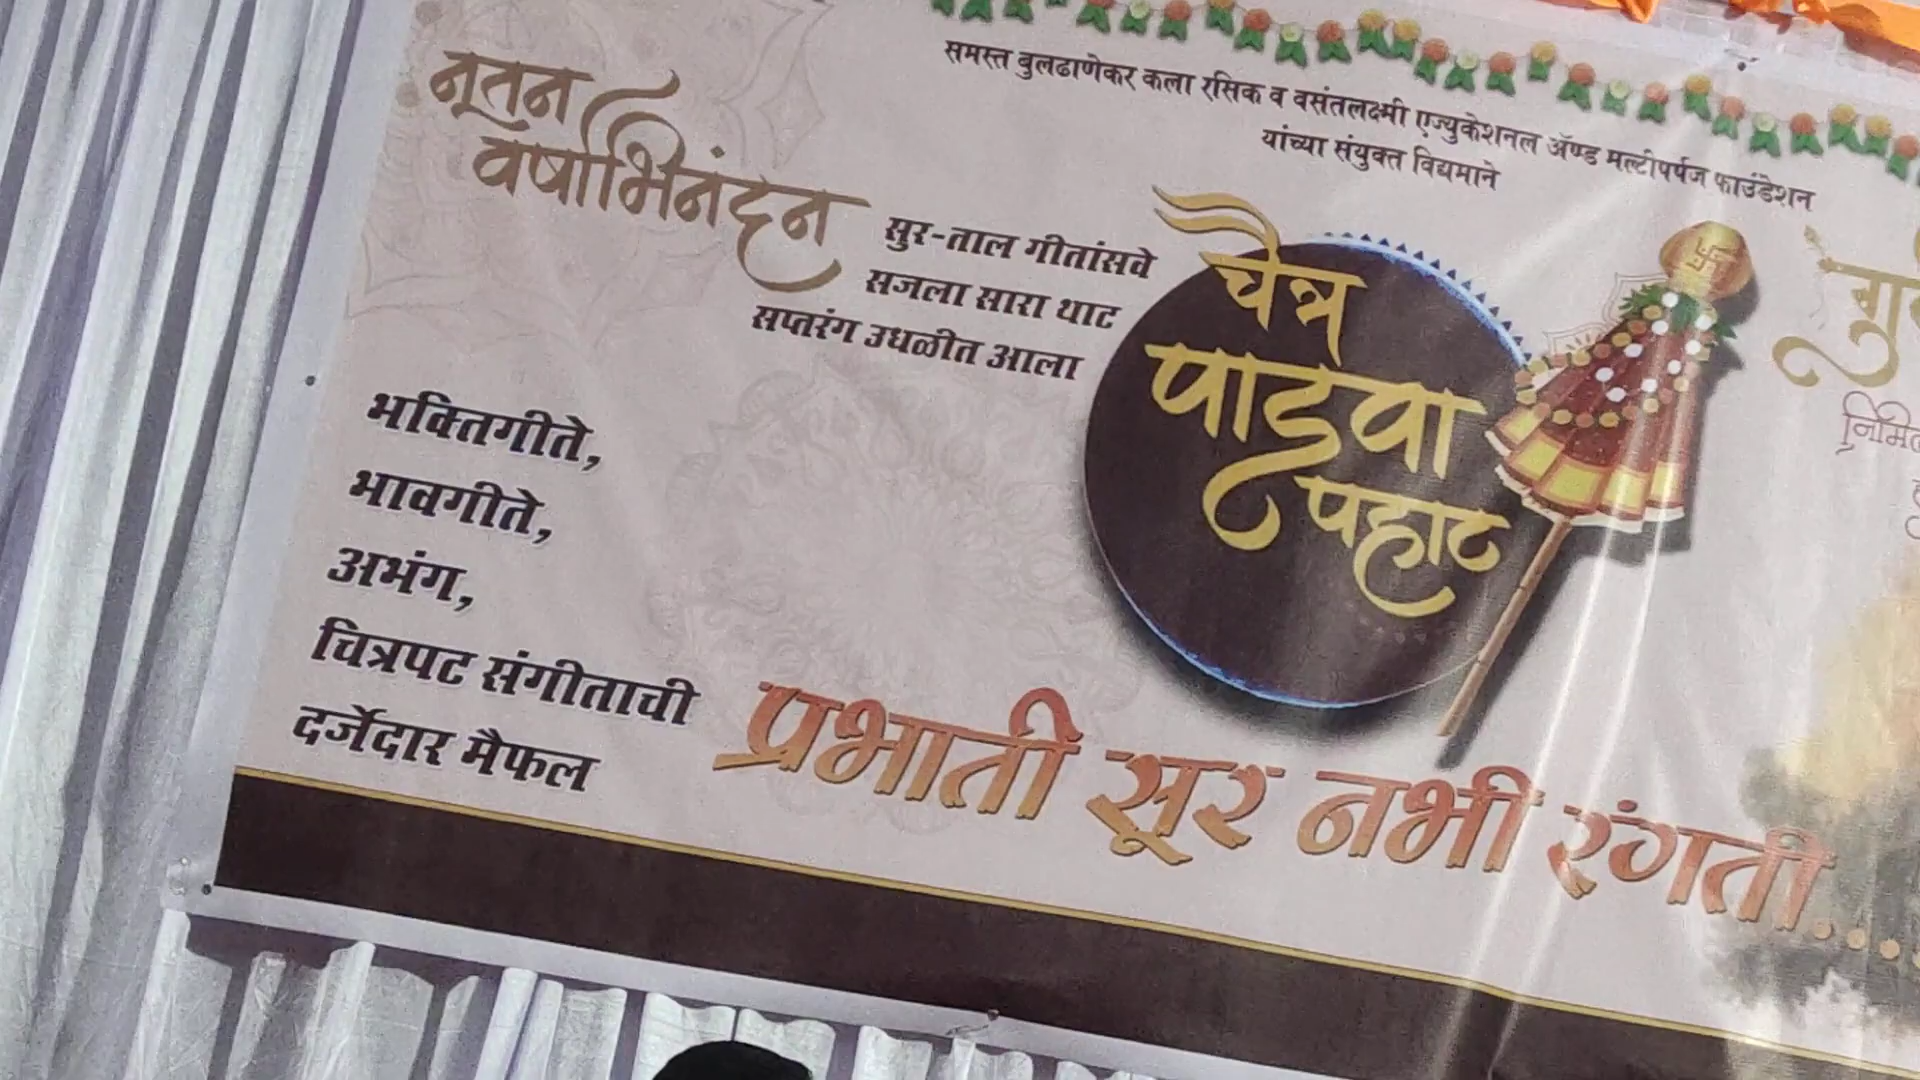 समस्त बुलढाणेकर कला रसिक व वसंतलक्ष्मी एज्युकेशनल ॲण्ड मल्टीपर्पज फाउंडेशन
यांच्या संयुक्त विद्यमाने
नूतन
वर्षाभिनंदन
सुर-ताल गीतांसवे
सजला सारा थाट
सप्तरंग उधळीत आला
चैत्र
पाडवा
पहाट
भक्तिगीते,
भावगीते,
अभंग,
चित्रपट संगीताची
दर्जेदार मैफल
प्रभाती सूर नभी रंगती....